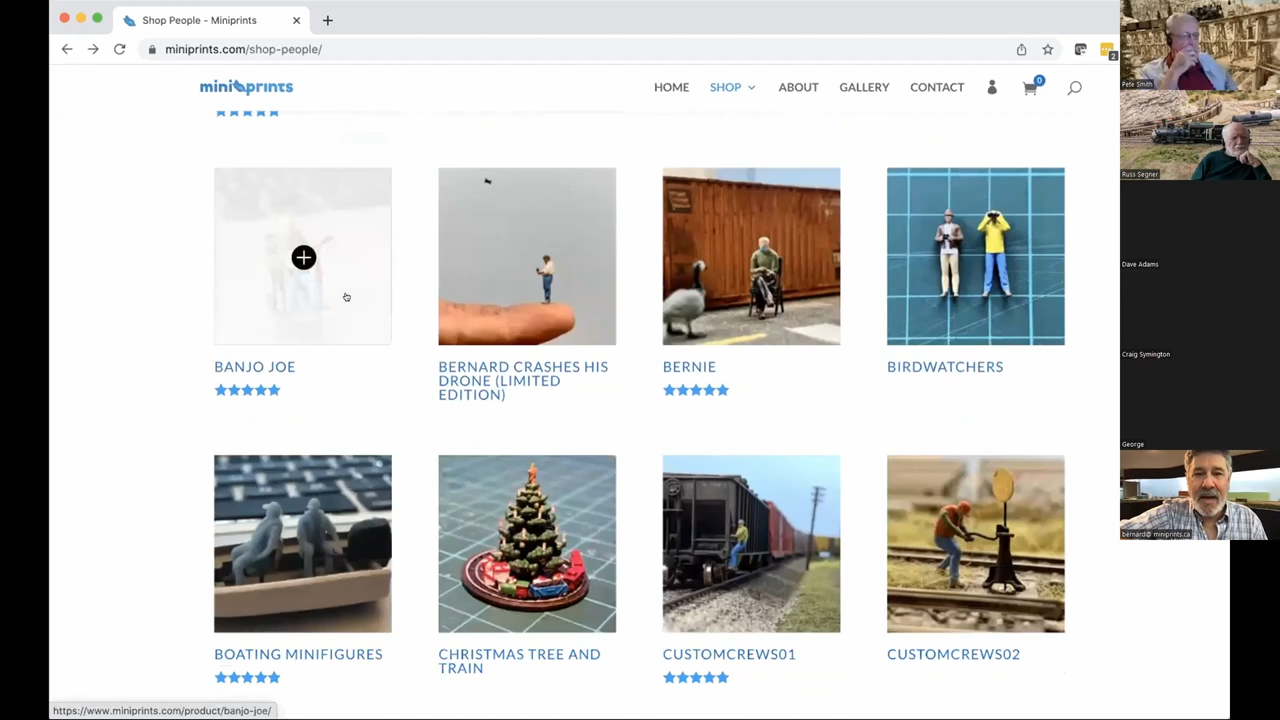 Shop People - Miniprints
miniprints.com/shop-people/
2
miniprints
HOME
SHOP
ABOUT
GALLERY
CONTACT
0
BANJO JOE
BERNARD CRASHES HIS
DRONE (LIMITED
EDITION)
BERNIE
BIRDWATCHERS
BOATING MINIFIGURES
CHRISTMAS TREE AND
TRAIN
CUSTOMCREWS01
CUSTOMCREWS02
https://www.miniprints.com/product/banjo-joe/
Pete Smith
Russ Segner
Dave Adams
Craig Symington
George
bernard@ miniprints.ca